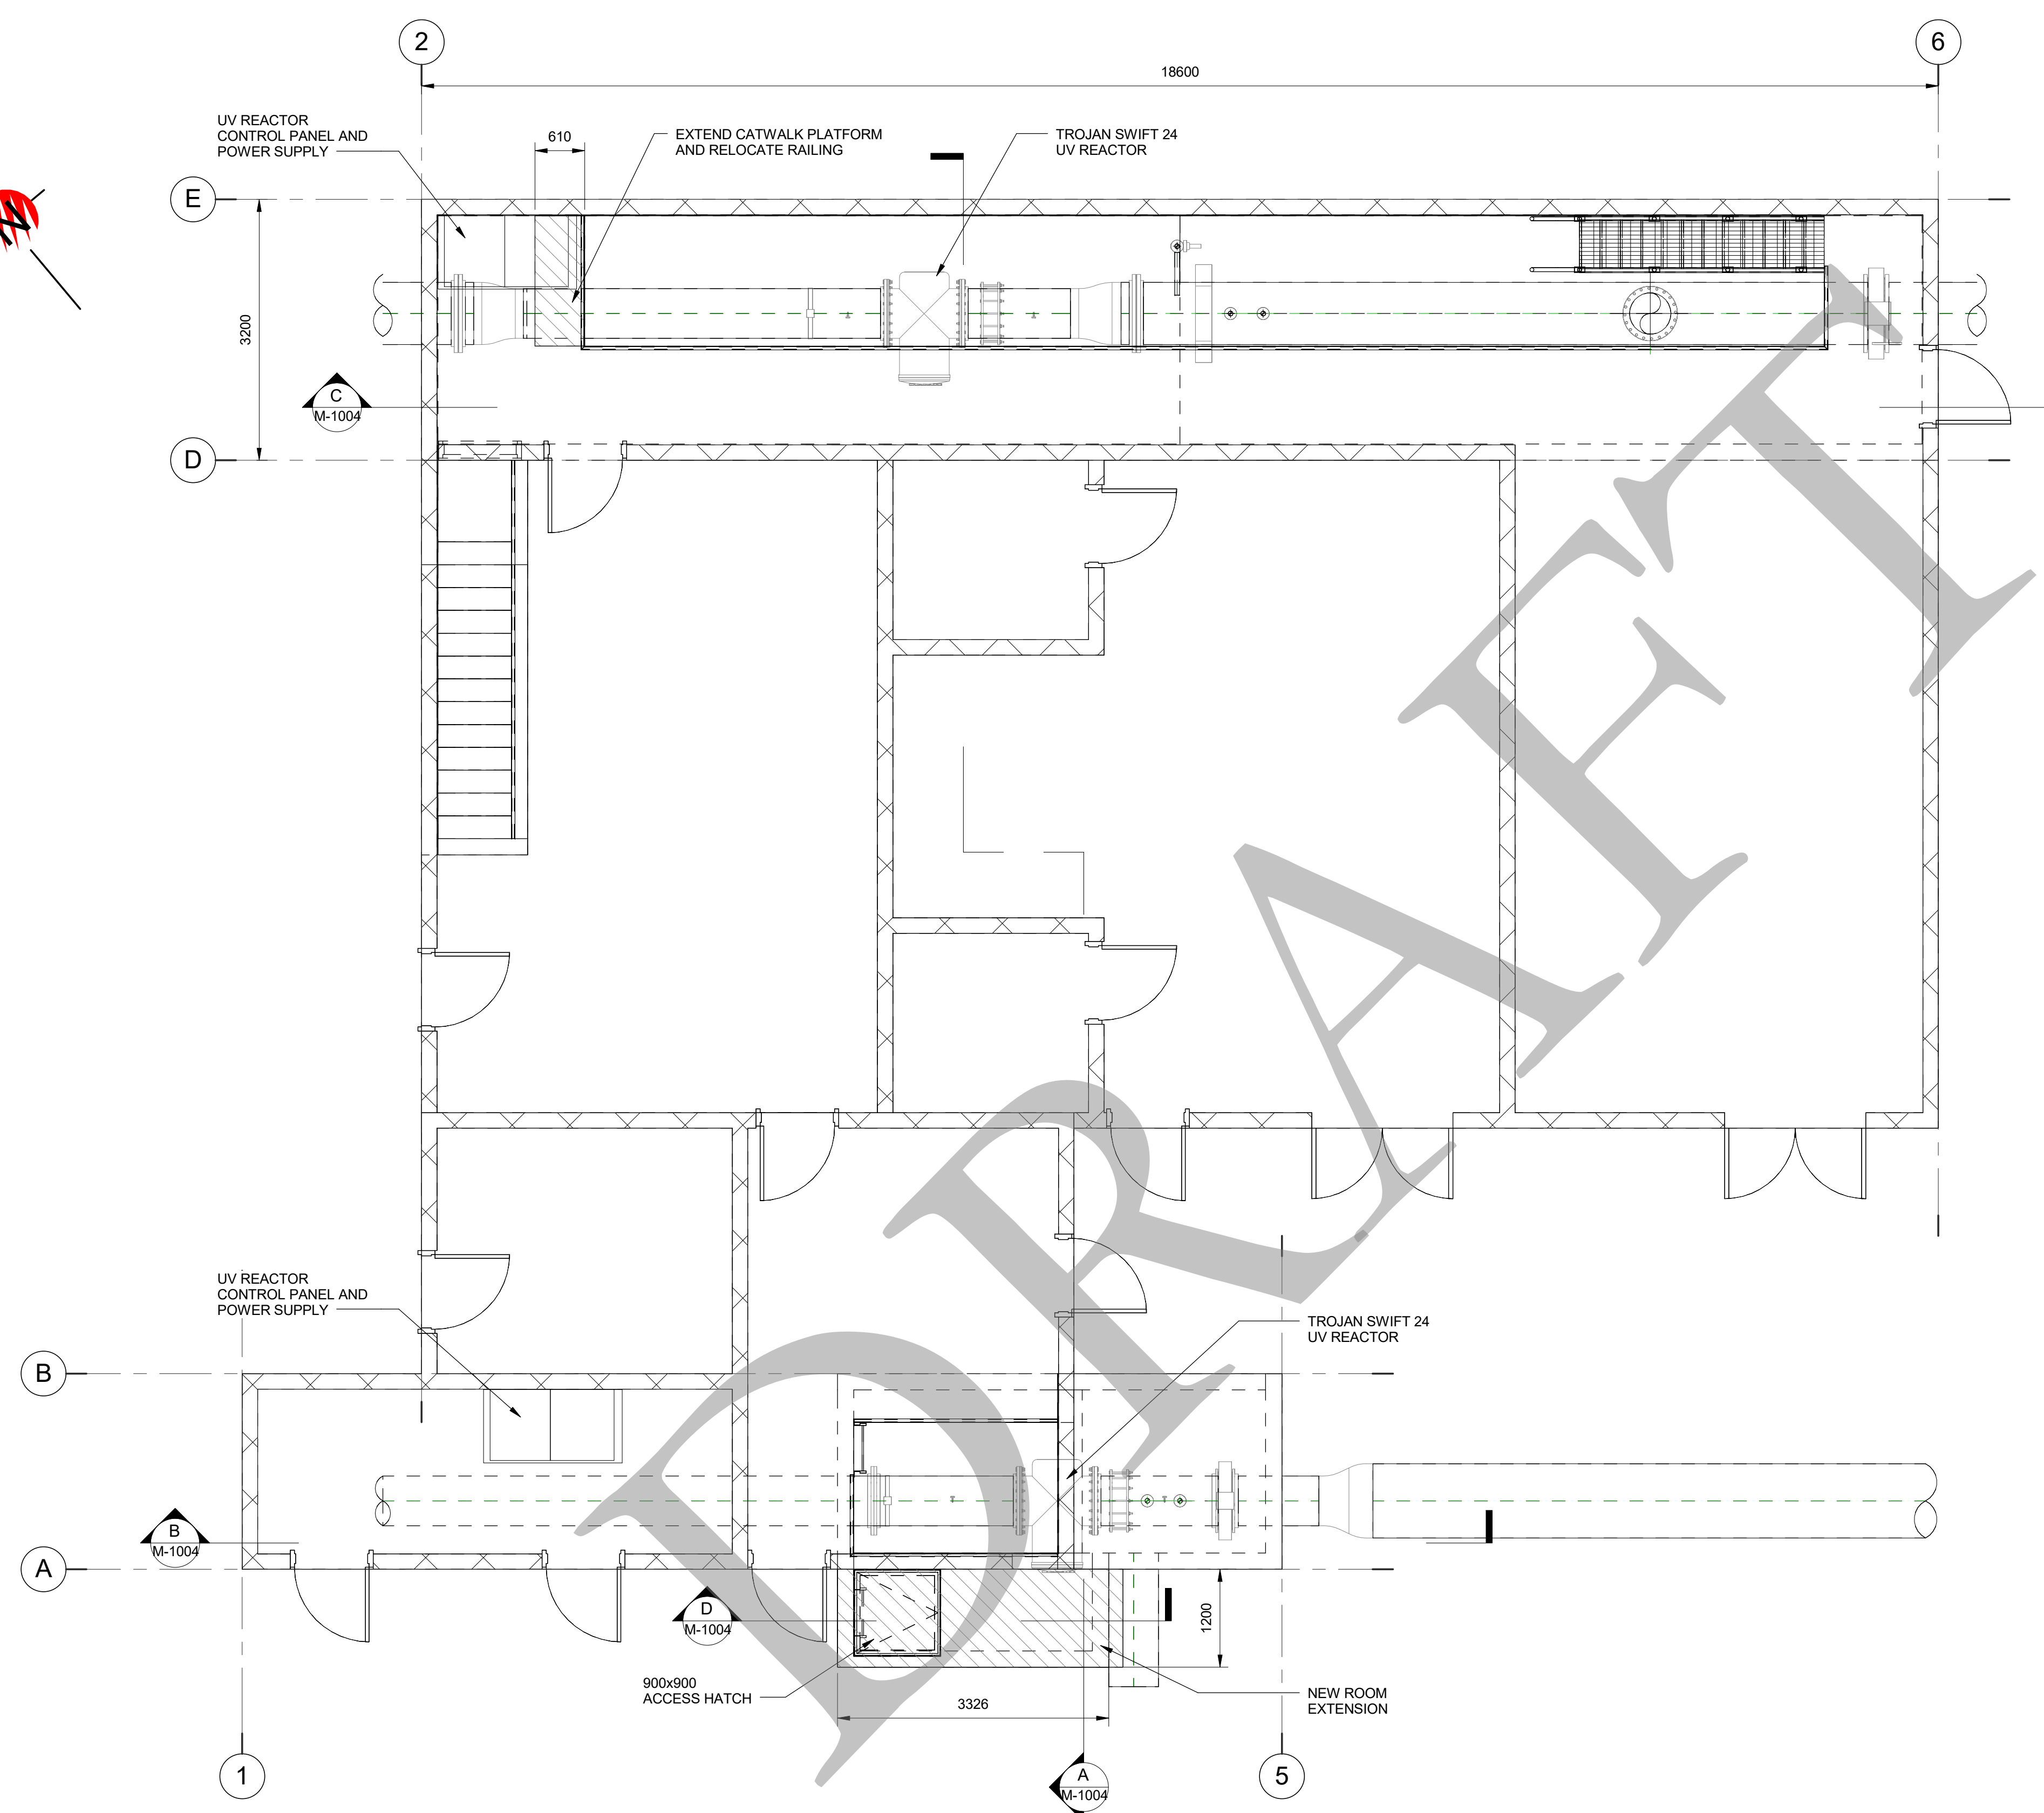 2
6
18600
UV REACTOR
CONTROL PANEL AND
POWER SUPPLY
610
EXTEND CATWALK PLATFORM
AND RELOCATE RAILING
TROJAN SWIFT 24
UV REACTOR
E
N
3200
C
M-1004
D
DRAFT
UV REACTOR
CONTROL PANEL AND
POWER SUPPLY
TROJAN SWIFT 24
UV REACTOR
B
B
M-1004
A
D
M-1004
1200
900x900
ACCESS HATCH
3326
NEW ROOM
EXTENSION
1
A
M-1004
5